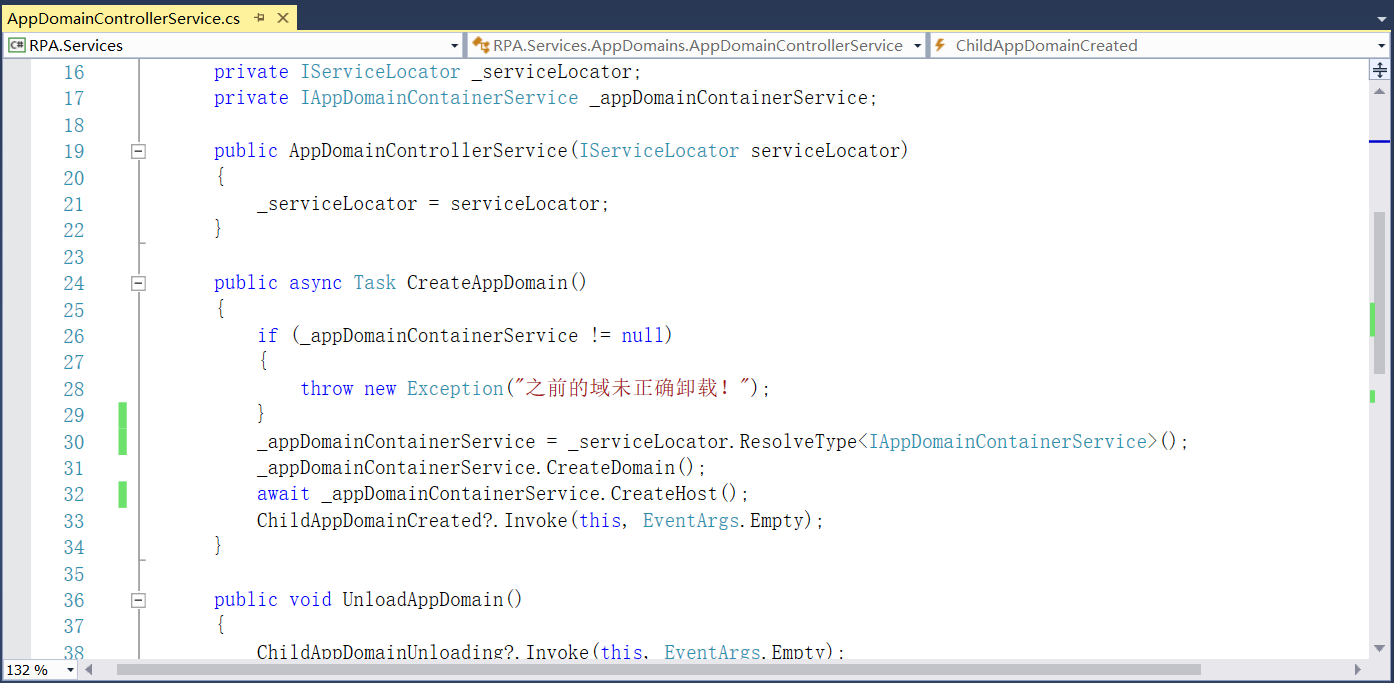 AppDomainControllerService.cs
RPA.Services RPA.Services.AppDomains.AppDomainControllerService ChildAppDomainCreated
16 private IServiceLocator _serviceLocator;
17 private IAppDomainContainerService _appDomainContainerService;
18
19 public AppDomainControllerService(IServiceLocator serviceLocator)
20 {
21 _serviceLocator = serviceLocator;
22 }
23
24 public async Task CreateAppDomain()
25 {
26 if (_appDomainContainerService != null)
27 {
28 throw new Exception("之前的域未正确卸载！");
29 }
30 _appDomainContainerService = _serviceLocator.ResolveType<IAppDomainContainerService>();
31 _appDomainContainerService.CreateDomain();
32 await _appDomainContainerService.CreateHost();
33 ChildAppDomainCreated?.Invoke(this, EventArgs.Empty);
34 }
35
36 public void UnloadAppDomain()
37 {
38 ChildAppDomainUnloading?.Invoke(this, EventArgs.Empty);
132 %